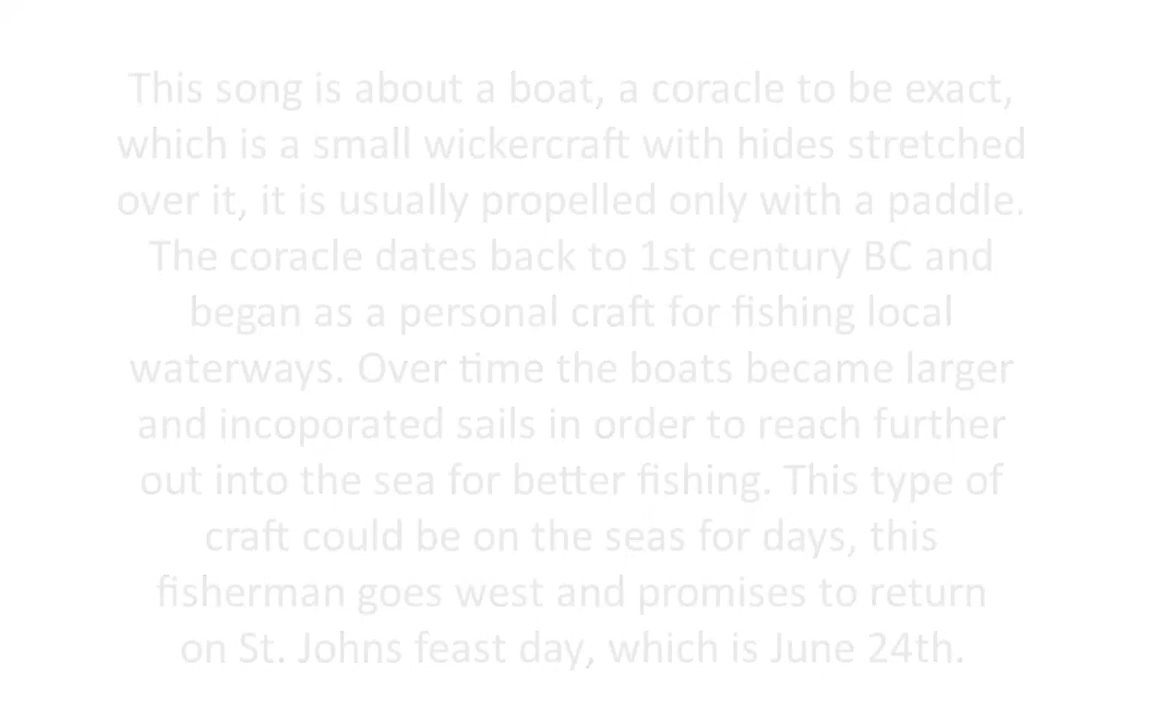 This song is about a boat, a coracle to be exact,
which is a small wickercraft with hides stretched
over it, it is usually propelled only with a paddle.
The coracle dates back to 1st century BC and
began as a personal craft for fishing local
waterways. Over time the boats became larger
and incoporated sails in order to reach further
out into the sea for better fishing. This type of
craft could be on the seas for days, this
fisherman goes west and promises to return
on St. Johns feast day, which is June 24th.